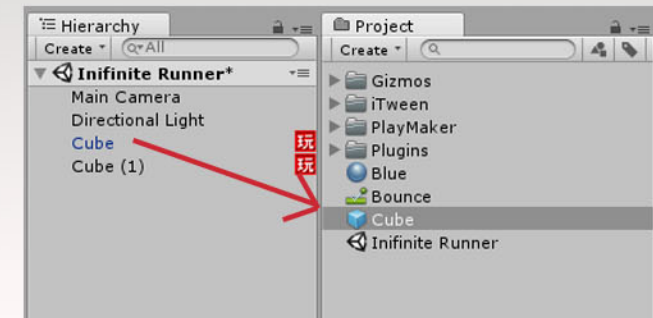 Hierarchy
Create
All
Inifinite Runner*
Main Camera
Directional Light
Cube
玩
Cube (1)
玩
Project
Create
Gizmos
iTween
PlayMaker
Plugins
Blue
Bounce
Cube
Inifinite Runner